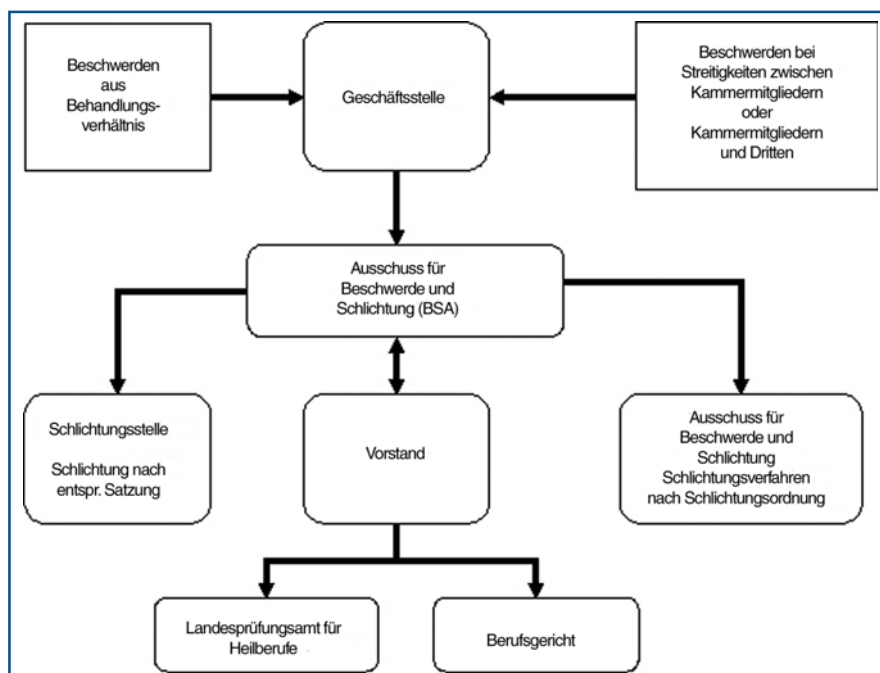 Beschwerden
aus
Behandlungs-
verhältnis
Geschäftsstelle
Beschwerden bei
Streitigkeiten zwischen
Kammermitgliedern
oder
Kammermitgliedern
und Dritten
Ausschuss für
Beschwerde und
Schlichtung (BSA)
Schlichtungsstelle
Schlichtung nach
entspr. Satzung
Vorstand
Ausschuss für
Beschwerde und
Schlichtung
Schlichtungsverfahren
nach Schlichtungsordnung
Landesprüfungsamt für
Heilberufe
Berufsgericht